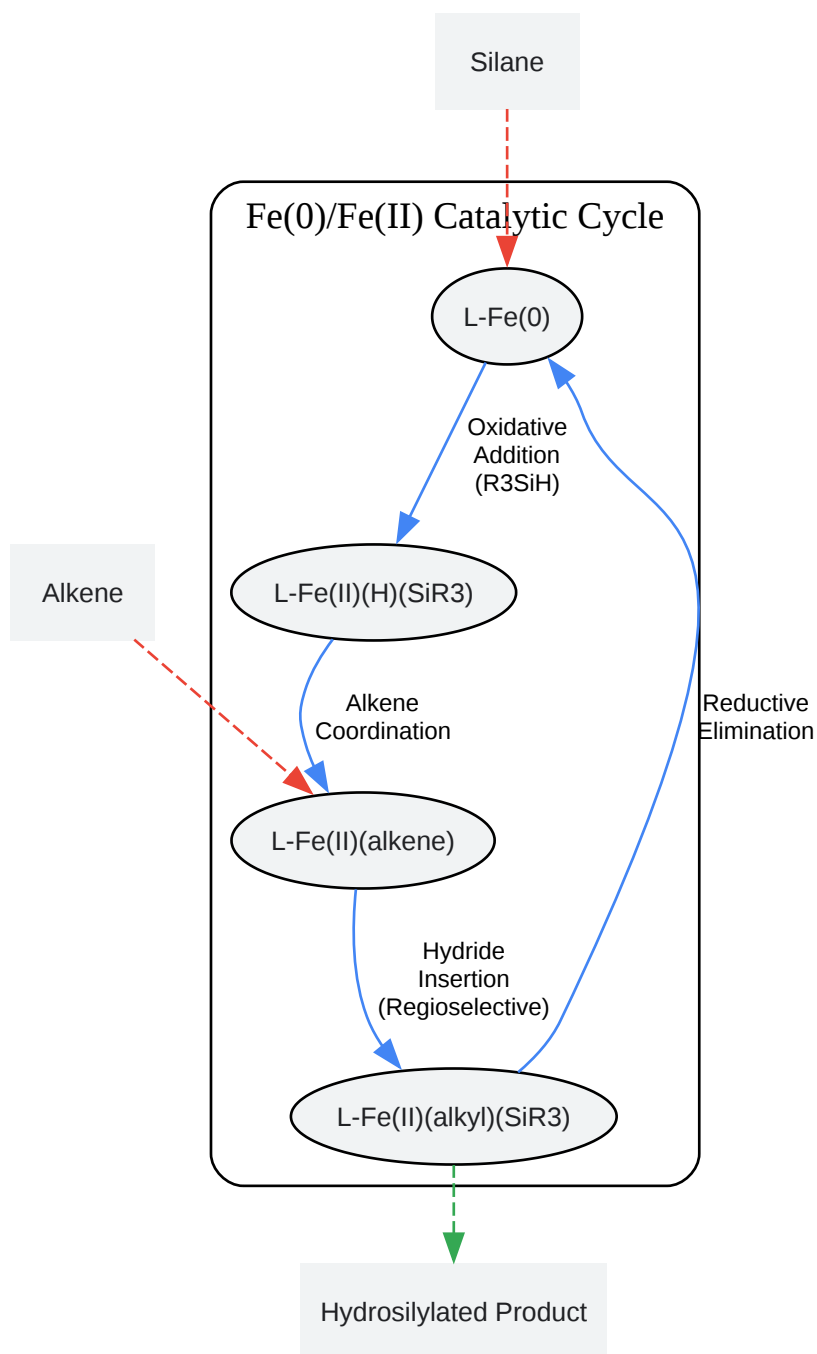 Silane
Fe(0)/Fe(II) Catalytic Cycle
L-Fe(0)
Oxidative
Addition
(R3SiH)
L-Fe(II)(H)(SiR3)
Alkene
Alkene
Coordination
Reductive
Elimination
L-Fe(II)(alkene)
Hydride
Insertion
(Regioselective)
L-Fe(II)(alkyl)(SiR3)
Hydrosilylated Product